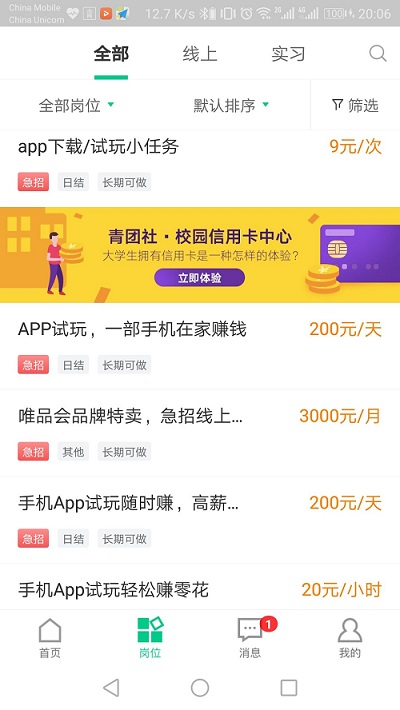 China Mobile
China Unicorn
12.7 K/s
2G
4G
100
20:06
全部
线上
实习
全部岗位
默认排序
筛选
app下载/试玩小任务
9元/次
急招
日结
长期可做
青团社·校园信用卡中心
大学生拥有信用卡是一种怎样的体验?
立即体验
APP试玩，一部手机在家赚钱
200元/天
急招
日结
长期可做
唯品会品牌特卖，急招线上...
3000元/月
急招
其他
长期可做
手机App试玩随时赚，高薪...
200元/天
急招
日结
长期可做
手机App试玩轻松赚零花
20元/小时
首页
岗位
1
消息
我的